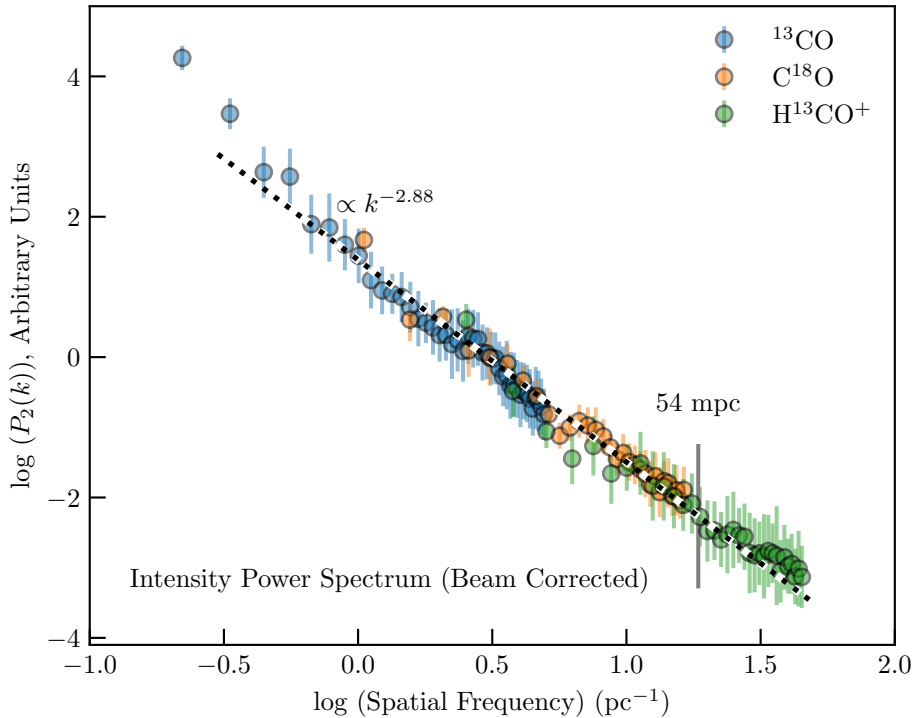 ¹³CO
C¹⁸O
H¹³CO⁺
∝ k⁻²·⁸⁸
54 mpc
Intensity Power Spectrum (Beam Corrected)
log (P₂(k)), Arbitrary Units
4
2
0
−2
−4
−1.0 −0.5 0.0 0.5 1.0 1.5 2.0
log (Spatial Frequency) (pc⁻¹)